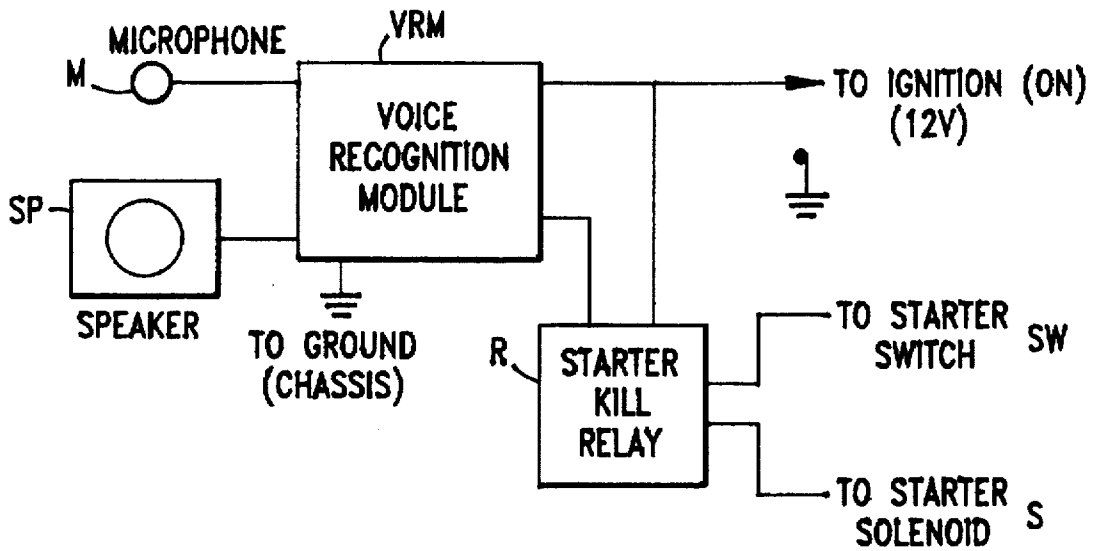 VRM
MICROPHONE
M
TO IGNITION (ON)
(12V)
VOICE
RECOGNITION
MODULE
SP
SPEAKER
TO GROUND
(CHASSIS)
R
STARTER
KILL
RELAY
TO STARTER
SWITCH
SW
TO STARTER
SOLENOID
S